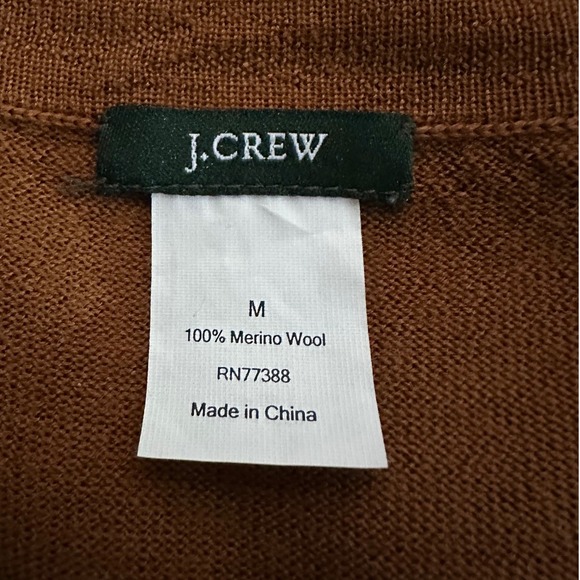 J.CREW
M
100% Merino Wool
RN77388
Made in China